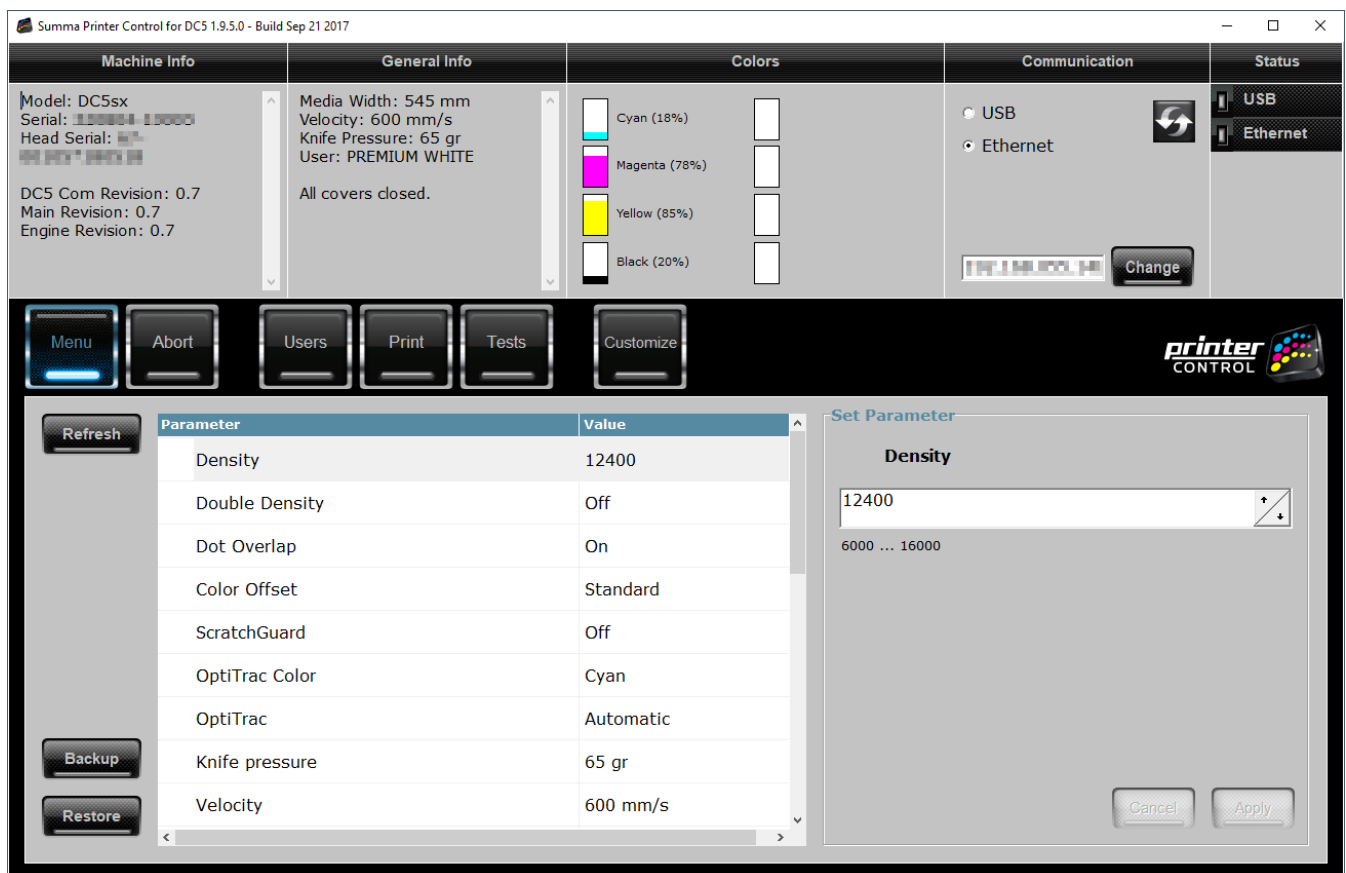 Summa Printer Control for DC5 1.9.5.0 - Build Sep 21 2017
Machine Info
General Info
Colors
Communication
Status
Model: DC5sx
Serial:
Head Serial:
DC5 Com Revision: 0.7
Main Revision: 0.7
Engine Revision: 0.7
Media Width: 545 mm
Velocity: 600 mm/s
Knife Pressure: 65 gr
User: PREMIUM WHITE
All covers closed.
Cyan (18%)
Magenta (78%)
Yellow (85%)
Black (20%)
USB
Ethernet
Change
USB
Ethernet
Menu
Abort
Users
Print
Tests
Customize
printer
CONTROL
Refresh
Backup
Restore
Parameter Value
Density 12400
Double Density Off
Dot Overlap On
Color Offset Standard
ScratchGuard Off
OptiTrac Color Cyan
OptiTrac Automatic
Knife pressure 65 gr
Velocity 600 mm/s
Set Parameter
Density
12400
6000 ... 16000
Cancel
Apply